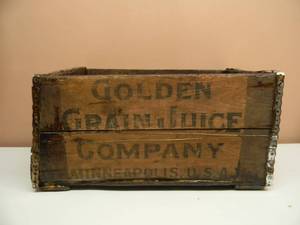 GOLDEN
GRAIN JUICE
COMPANY
MINNEAPOLIS, U.S.A.